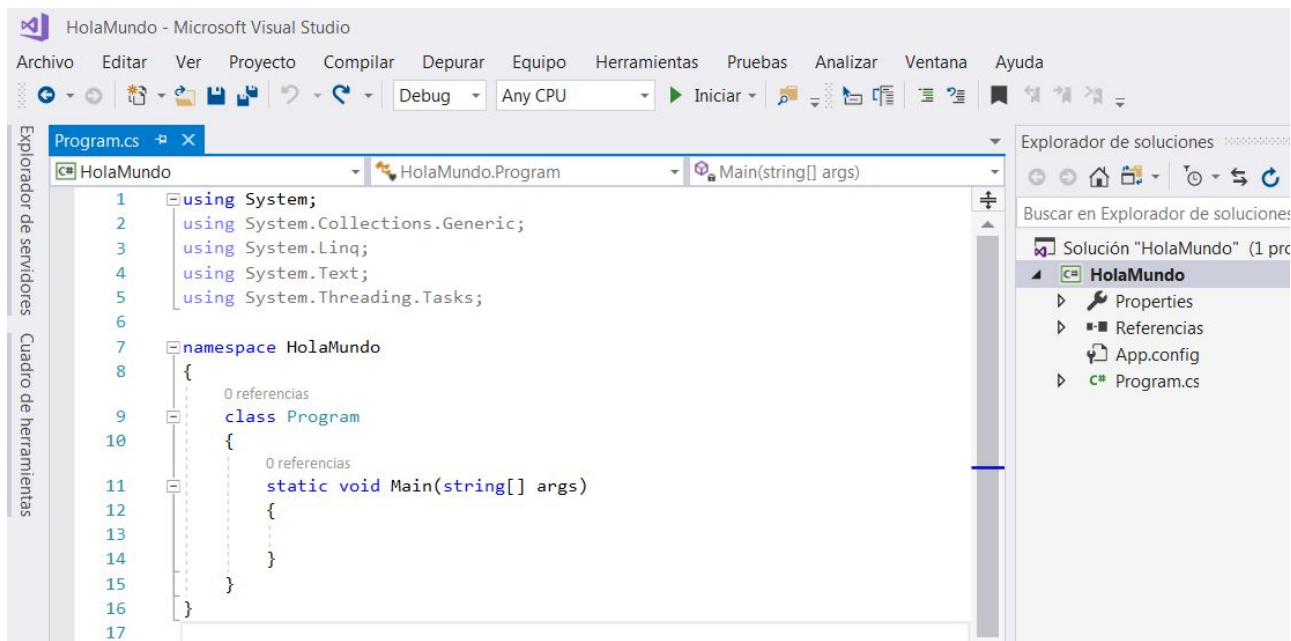 HolaMundo - Microsoft Visual Studio
Archivo Editar Ver Proyecto Compilar Depurar Equipo Herramientas Pruebas Analizar Ventana Ayuda
Debug Any CPU Iniciar
Explorador de servidores
Cuadro de herramientas
Program.cs
C# HolaMundo HolaMundo.Program Main(string[] args)
1 using System;
2 using System.Collections.Generic;
3 using System.Linq;
4 using System.Text;
5 using System.Threading.Tasks;
6
7 namespace HolaMundo
8 {
0 referencias
9 class Program
10 {
0 referencias
11 static void Main(string[] args)
12 {
13
14 }
15 }
16 }
17
Explorador de soluciones
Buscar en Explorador de soluciones
Solución "HolaMundo" (1 pro
C# HolaMundo
Properties
Referencias
App.config
C# Program.cs